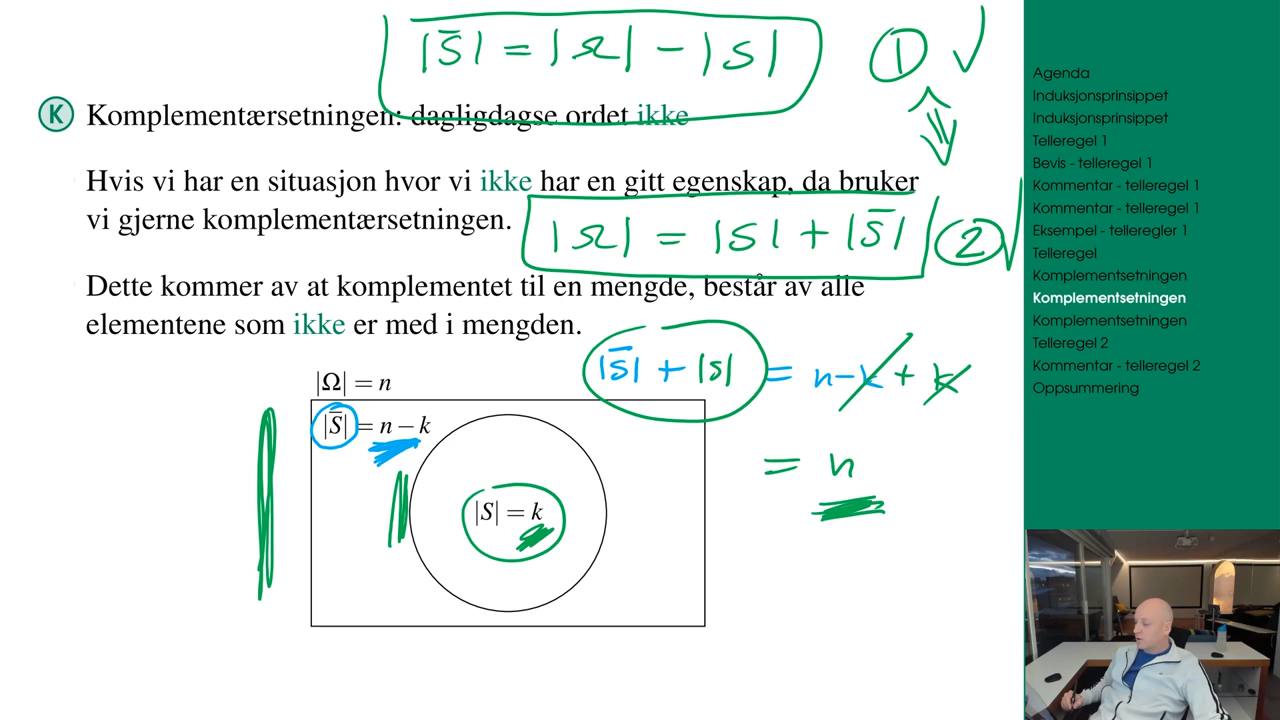 |S̅| = |Ω| − |S| ① ✓
K Komplementærsetningen: dagligdagse ordet ikke
Hvis vi har en situasjon hvor vi ikke har en gitt egenskap, da bruker
vi gjerne komplementærsetningen.
|Ω| = |S| + |S̅| ② ✓
Dette kommer av at komplementet til en mengde, består av alle
elementene som ikke er med i mengden.
|S̅| + |S| = n − k + k
= n
|Ω| = n
|S̅| = n − k
|S| = k
Agenda
Induksjonsprinsippet
Induksjonsprinsippet
Telleregel 1
Bevis - telleregel 1
Kommentar - telleregel 1
Kommentar - telleregel 1
Eksempel - telleregler 1
Telleregel
Komplementsetningen
Komplementsetningen
Komplementsetningen
Telleregel 2
Kommentar - telleregel 2
Oppsummering